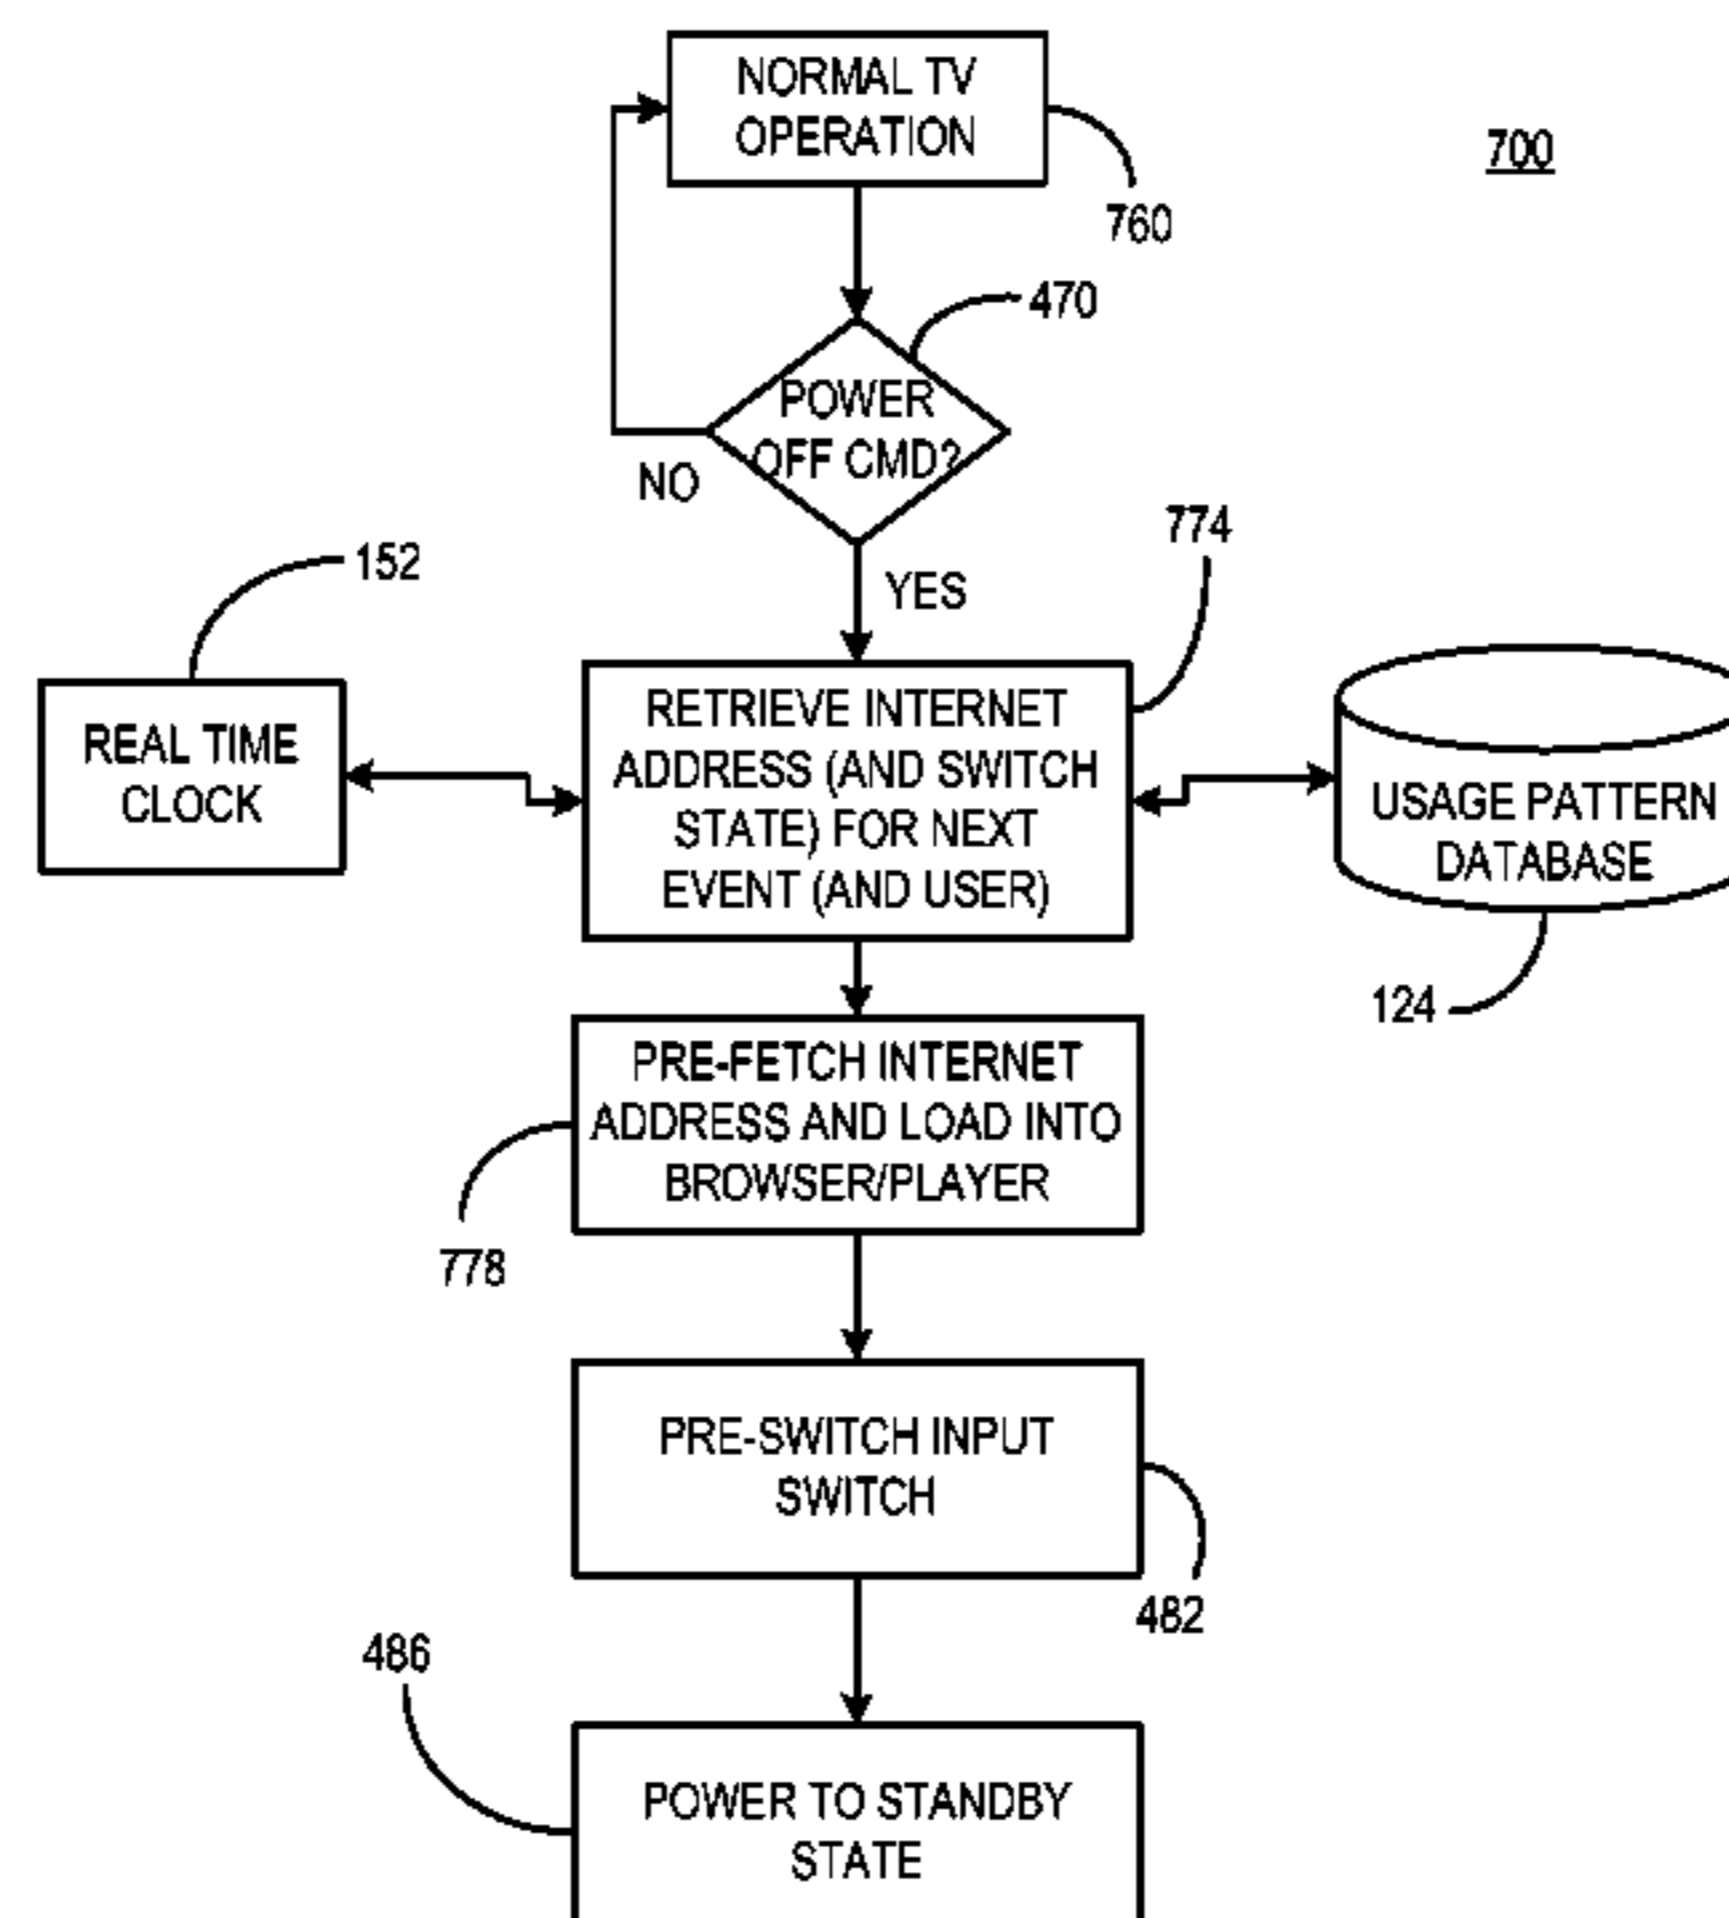 NORMAL TV
OPERATION
700
760
470
POWER
OFF CMD?
NO
774
152
YES
REAL TIME
CLOCK
RETRIEVE INTERNET
ADDRESS (AND SWITCH
STATE) FOR NEXT
EVENT (AND USER)
USAGE PATTERN
DATABASE
124
PRE-FETCH INTERNET
ADDRESS AND LOAD INTO
BROWSER/PLAYER
778
PRE-SWITCH INPUT
SWITCH
482
486
POWER TO STANDBY
STATE